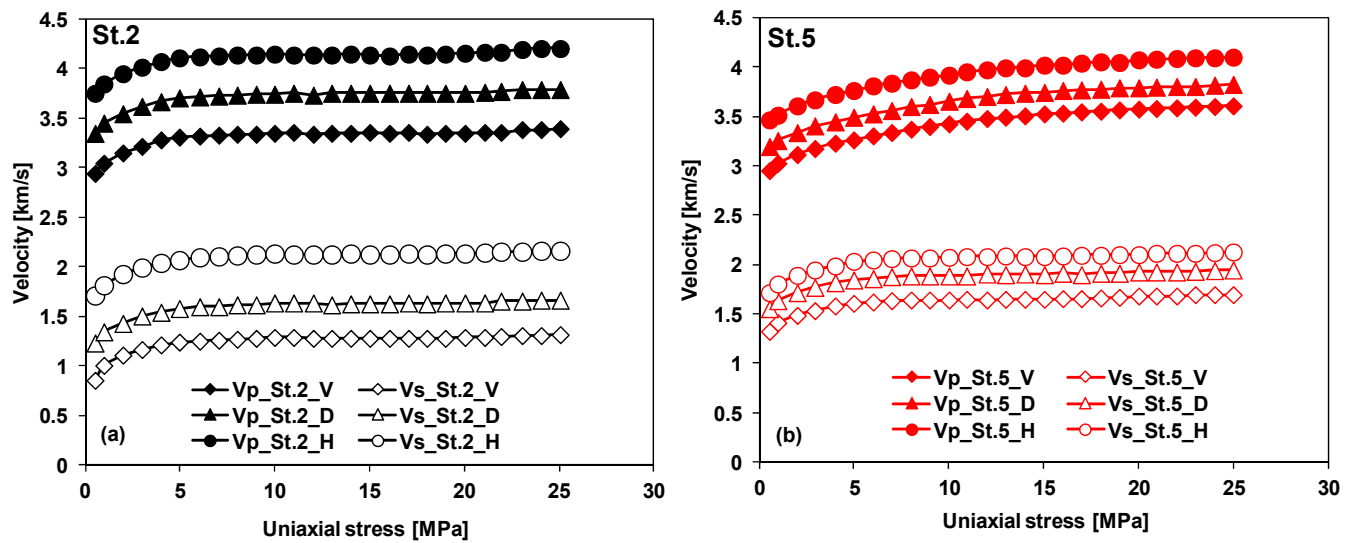 St.2
4.5
4
3.5
3
2.5
2
1.5
1
0.5
0
Velocity [km/s]
Vp_St.2_V
Vs_St.2_V
Vp_St.2_D
Vs_St.2_D
Vp_St.2_H
Vs_St.2_H
(a)
0 5 10 15 20 25 30
Uniaxial stress [MPa]
St.5
4.5
4
3.5
3
2.5
2
1.5
1
0.5
0
Velocity [km/s]
Vp_St.5_V
Vs_St.5_V
Vp_St.5_D
Vs_St.5_D
Vp_St.5_H
Vs_St.5_H
(b)
0 5 10 15 20 25 30
Uniaxial stress [MPa]